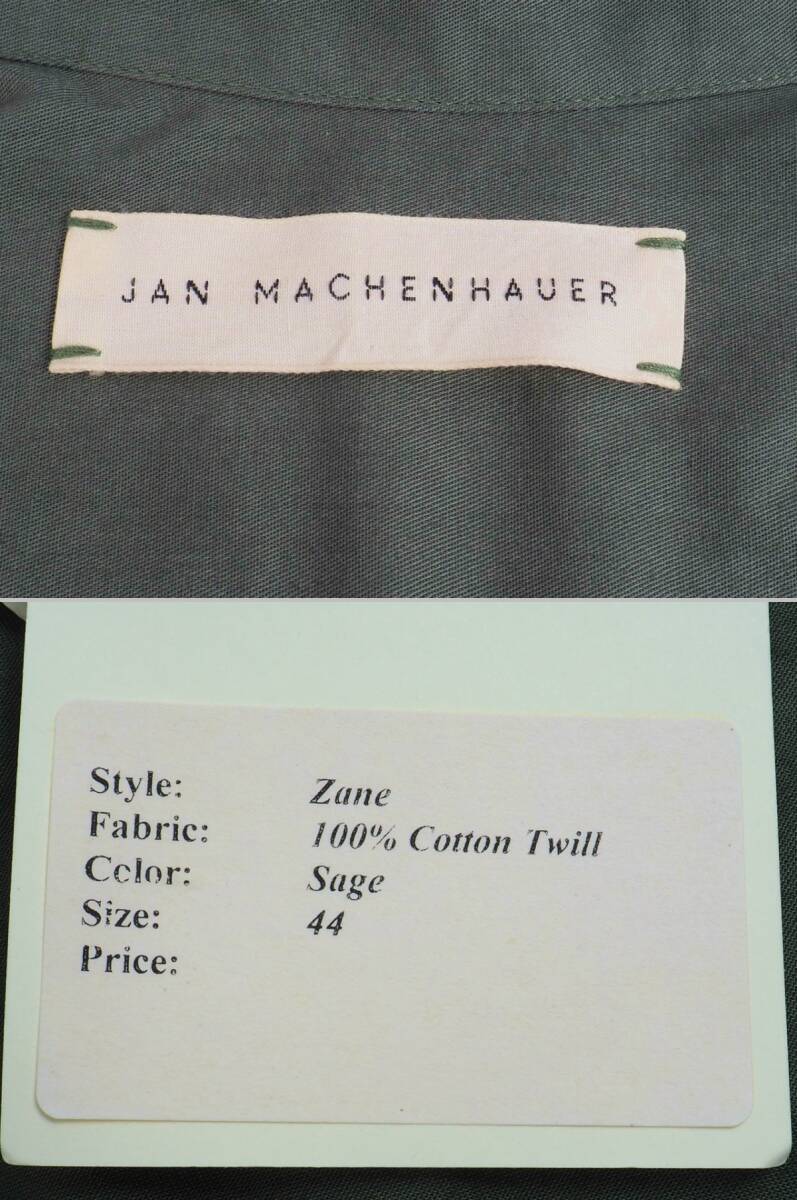 JAN MACHENHAUER
Style: Zane
Fabric: 100% Cotton Twill
Color: Sage
Size: 44
Price: